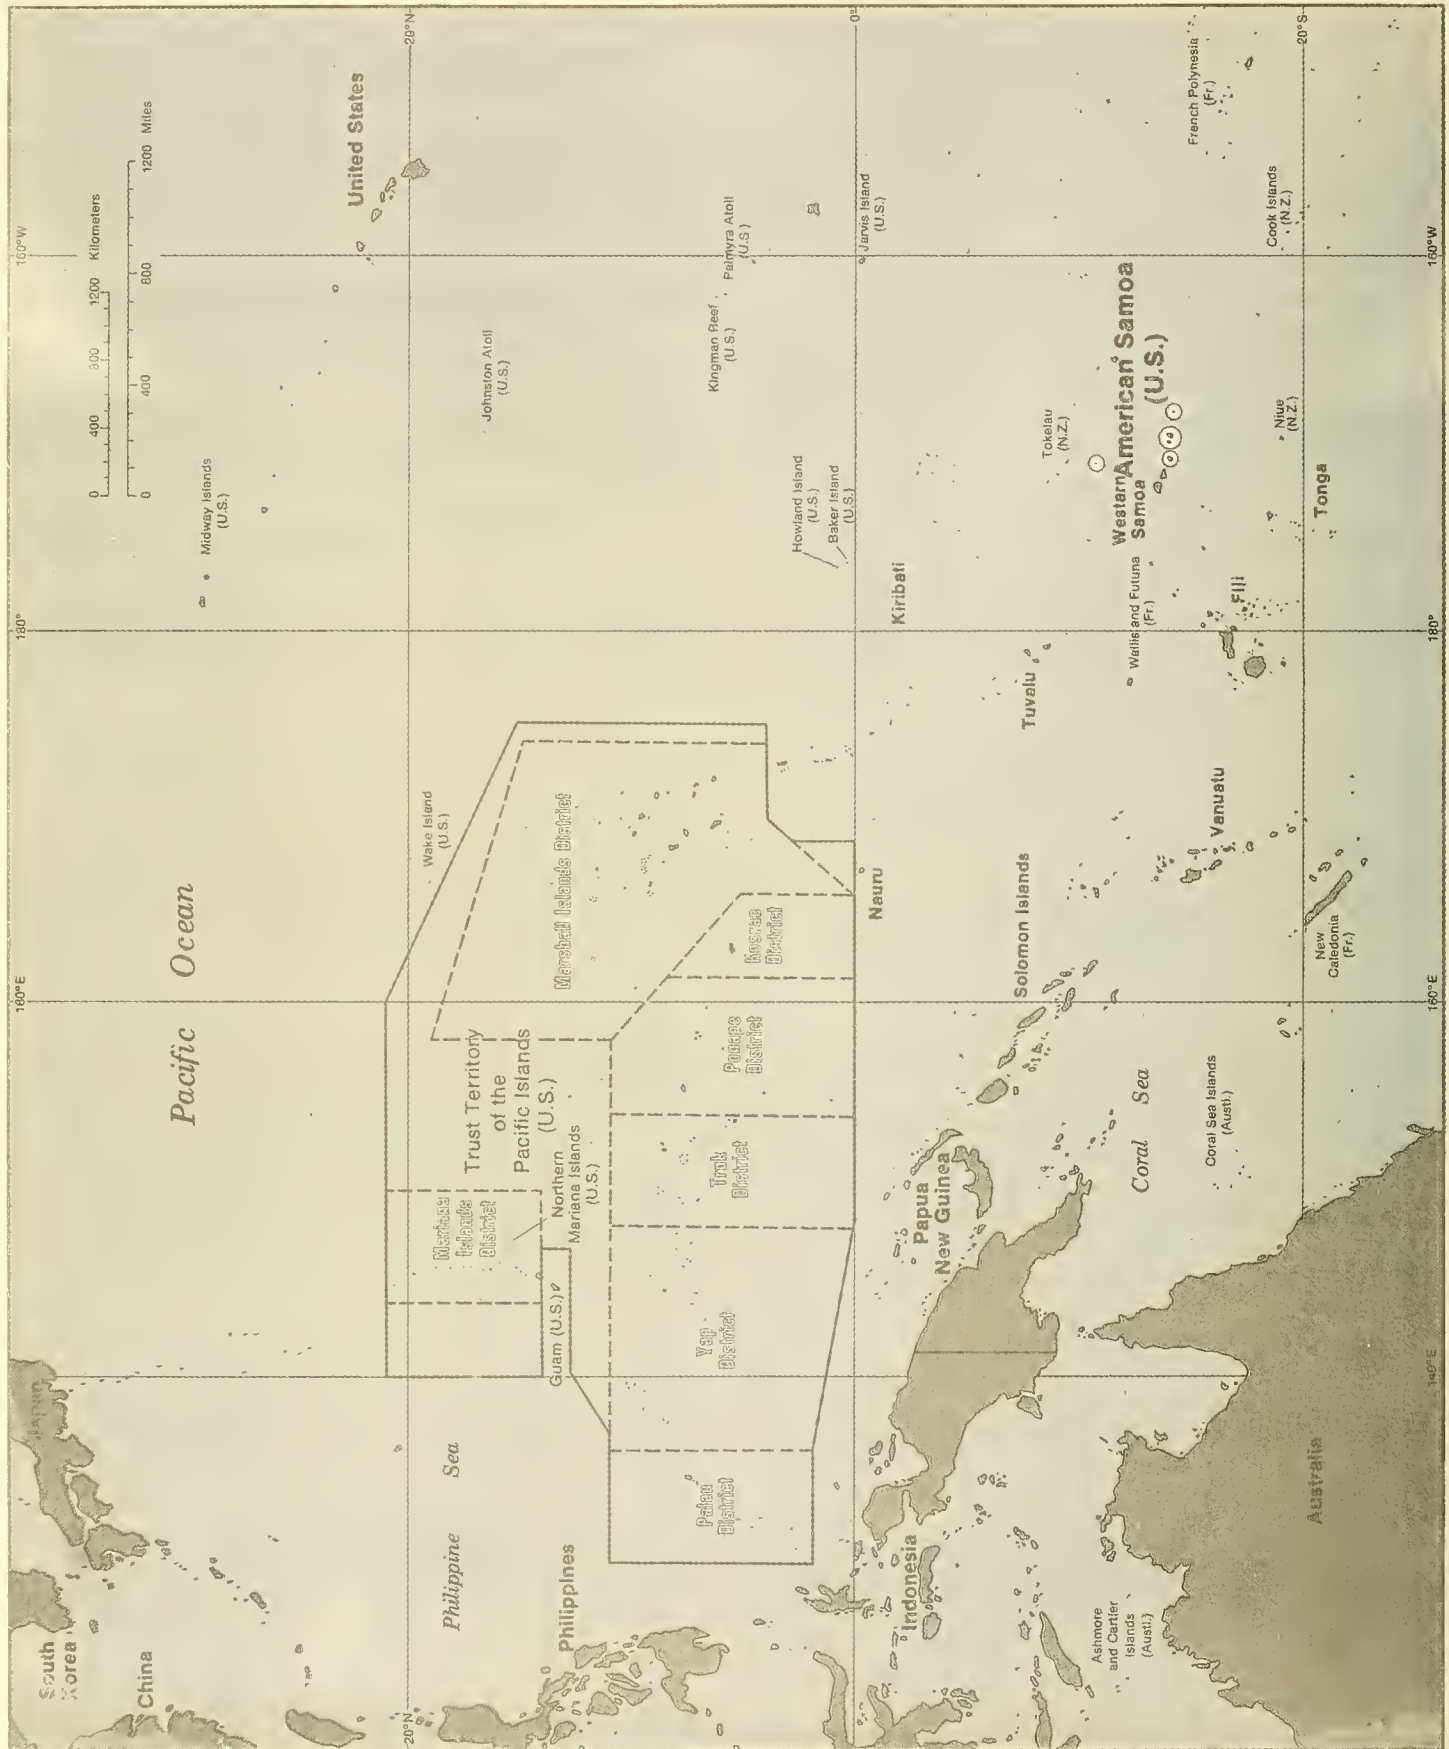 160°E
180°
160°W
Japan
South
Korea
China
0 400 800 1200 Kilometers
0 400 800 1200 Miles
Pacific Ocean
Midway Islands
(U.S.)
United States
20°N
20°N
Philippine Sea
Wake Island
(U.S.)
Mariana
Islands
District
Trust Territory
of the
Pacific Islands
(U.S.)
Johnston Atoll
(U.S.)
Guam (U.S.)
Northern
Mariana Islands
(U.S.)
Philippines
Marshall Islands District
Palau
District
Yap
District
Truk
District
Ponape
District
Kosrae
District
Kingman Reef
(U.S.)
Palmyra Atoll
(U.S.)
Howland Island
(U.S.)
Baker Island
(U.S.)
0°
Jarvis Island
(U.S.)
Nauru
Kiribati
Indonesia
Papua
New Guinea
Solomon Islands
Tuvalu
Tokelau
(N.Z.)
Ashmore
and Cartier
Islands
(Austl.)
Coral Sea
Wallis and Futuna
(Fr.)
Western
Samoa
American Samoa
(U.S.)
Coral Sea Islands
(Austl.)
Vanuatu
Fiji
French Polynesia
(Fr.)
Cook Islands
(N.Z.)
Niue
(N.Z.)
20°S
Australia
New
Caledonia
(Fr.)
Tonga
140°E
160°E
180°
160°W